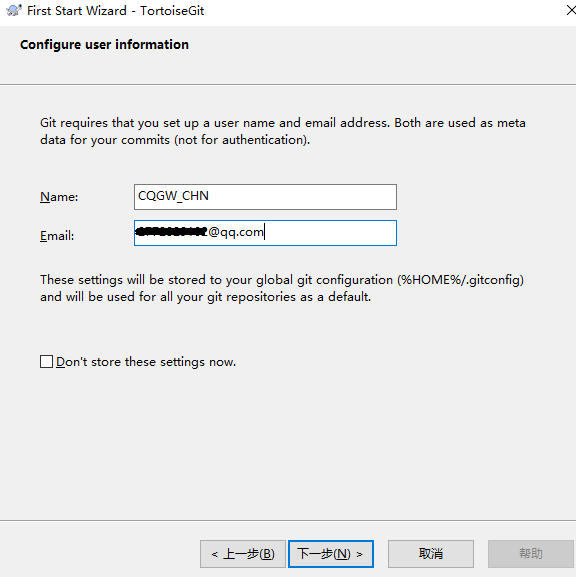 First Start Wizard - TortoiseGit
Configure user information
Git requires that you set up a user name and email address. Both are used as meta
data for your commits (not for authentication).
Name: CQGW_CHN
Email: @qq.com
These settings will be stored to your global git configuration (%HOME%/.gitconfig)
and will be used for all your git repositories as a default.
Don't store these settings now.
< 上一步(B) 下一步(N) > 取消 帮助